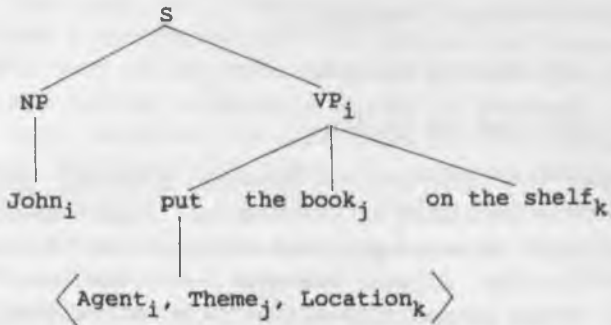 S
NP VP_i
John_i put the book_j on the shelf_k
⟨Agent_i, Theme_j, Location_k⟩